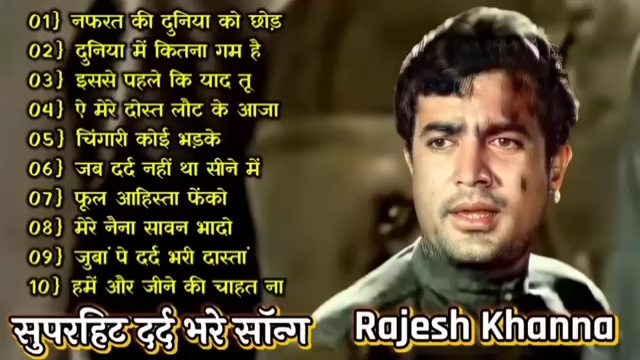 01} नफरत की दुनिया को छोड़
02} दुनिया में कितना गम है
03} इससे पहले कि याद तू
04} ऐ मेरे दोस्त लौट के आजा
05} चिंगारी कोई भड़के
06} जब दर्द नहीं था सीने में
07} फूल आहिस्ता फेंको
08} मेरे नैना सावन भादो
09} जुबां पे दर्द भरी दास्तां
10} हमें और जीने की चाहत ना
सुपरहिट दर्द भरे सॉन्ग Rajesh Khanna